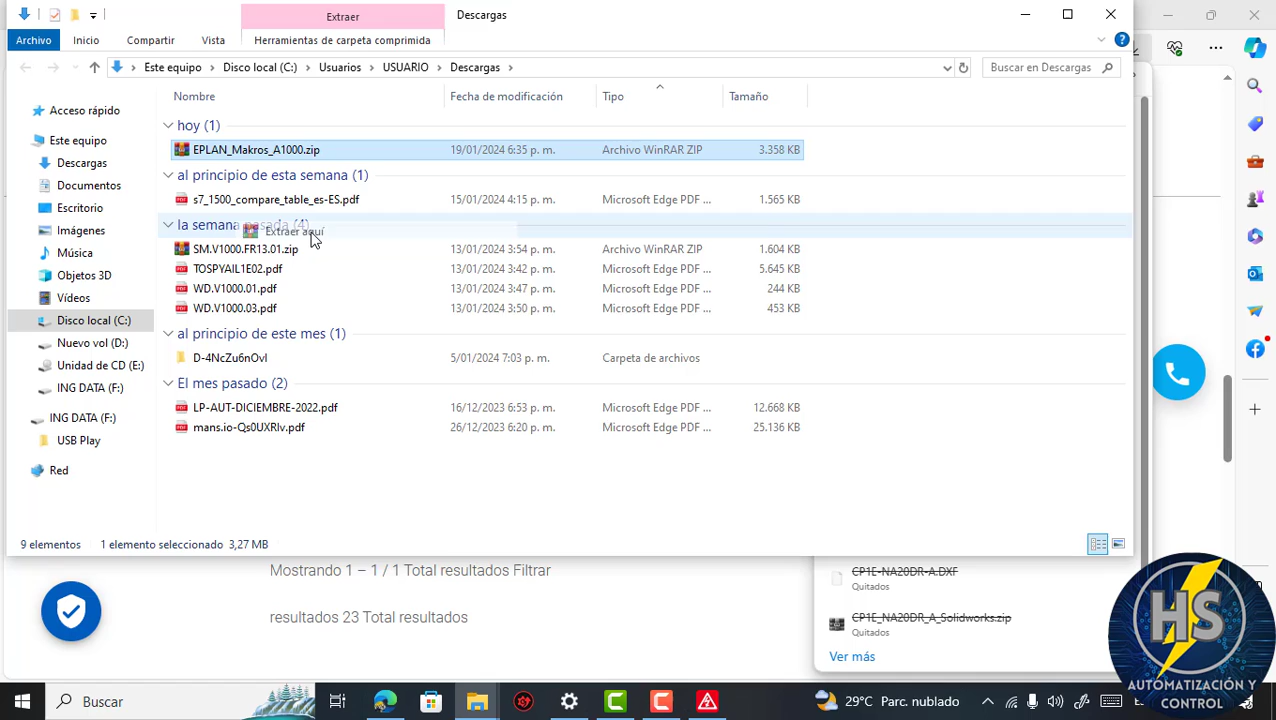 Extraer
Descargas
Archivo
Inicio
Compartir
Vista
Herramientas de carpeta comprimida
Este equipo > Disco local (C:) > Usuarios > USUARIO > Descargas >
Buscar en Descargas
Nombre
Fecha de modificación
Tipo
Tamaño
Acceso rápido
Este equipo
Descargas
Documentos
Escritorio
Imágenes
Música
Objetos 3D
Vídeos
Disco local (C:)
Nuevo vol (D:)
Unidad de CD (E:)
ING DATA (F:)
ING DATA (F:)
USB Play
Red
hoy (1)
EPLAN_Makros_A1000.zip 19/01/2024 6:35 p. m. Archivo WinRAR ZIP 3.358 KB
al principio de esta semana (1)
s7_1500_compare_table_es-ES.pdf 15/01/2024 4:15 p. m. Microsoft Edge PDF ... 1.565 KB
la semana pasada (4)
Extraer aquí
SM.V1000.FR13.01.zip 13/01/2024 3:54 p. m. Archivo WinRAR ZIP 1.604 KB
TOSPYAIL1E02.pdf 13/01/2024 3:42 p. m. Microsoft Edge PDF ... 5.645 KB
WD.V1000.01.pdf 13/01/2024 3:47 p. m. Microsoft Edge PDF ... 244 KB
WD.V1000.03.pdf 13/01/2024 3:50 p. m. Microsoft Edge PDF ... 453 KB
al principio de este mes (1)
D-4NcZu6nOvI 5/01/2024 7:03 p. m. Carpeta de archivos
El mes pasado (2)
LP-AUT-DICIEMBRE-2022.pdf 16/12/2023 6:53 p. m. Microsoft Edge PDF ... 12.668 KB
mans.io-Qs0UXRIv.pdf 26/12/2023 6:20 p. m. Microsoft Edge PDF ... 25.136 KB
9 elementos
1 elemento seleccionado 3,27 MB
Mostrando 1 – 1 / 1 Total resultados Filtrar
resultados 23 Total resultados
CP1E-NA20DR-A.DXF
Quitados
CP1E_NA20DR_A_Solidworks.zip
Quitados
Ver más
HS
AUTOMATIZACIÓN Y
CONTROL
Buscar
29°C Parc. nublado